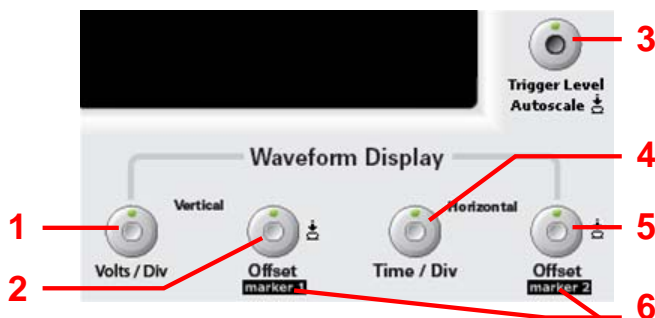 3
Trigger Level
Autoscale
4
Waveform Display
Vertical
Horizontal
1
5
Volts / Div
2
Offset
marker 1
Time / Div
Offset
marker 2
6